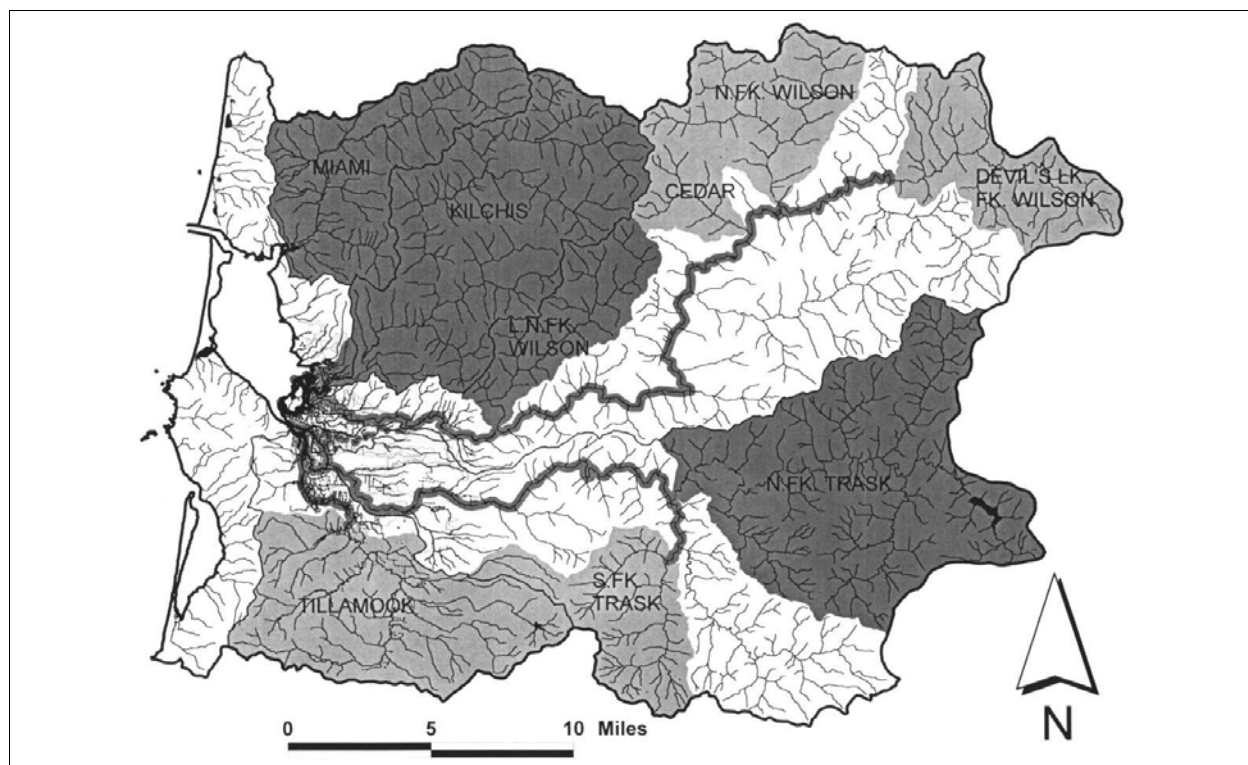 N.FK. WILSON
MIAMI
CEDAR
DEVIL'S LK.
FK. WILSON
KILCHIS
L.N.FK.
WILSON
N.FK. TRASK
S.FK.
TRASK
TILLAMOOK
0 5 10 Miles
N